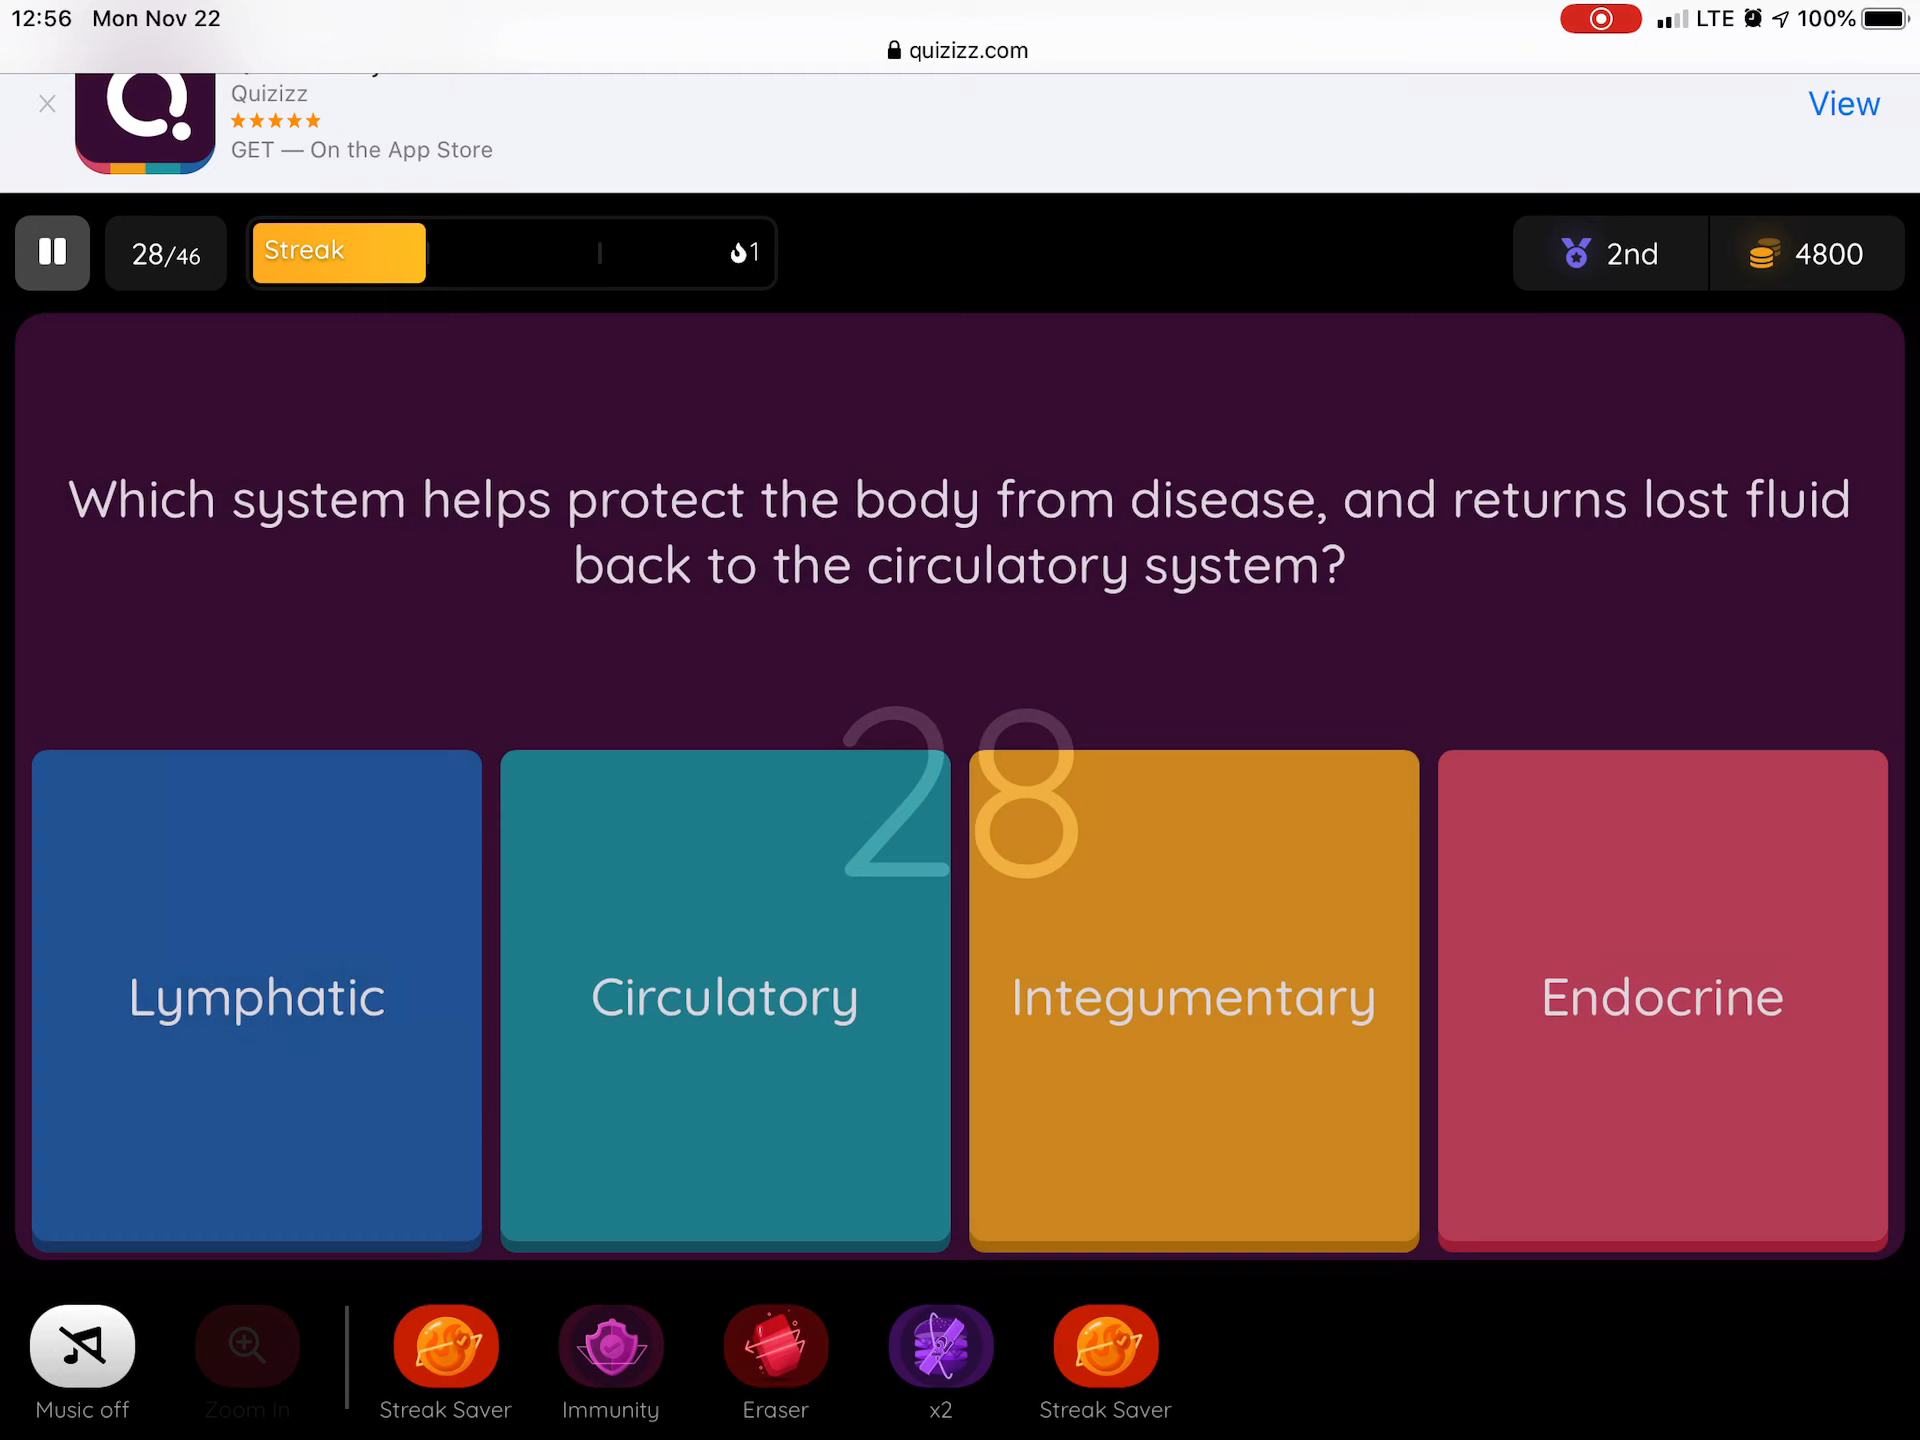 12:56 Mon Nov 22
LTE 100%
quizizz.com
Quizizz
GET — On the App Store
View
28/46
Streak
1
2nd
4800
Which system helps protect the body from disease, and returns lost fluid
back to the circulatory system?
28
Lymphatic
Circulatory
Integumentary
Endocrine
Music off
Zoom In
Streak Saver
Immunity
Eraser
x2
Streak Saver